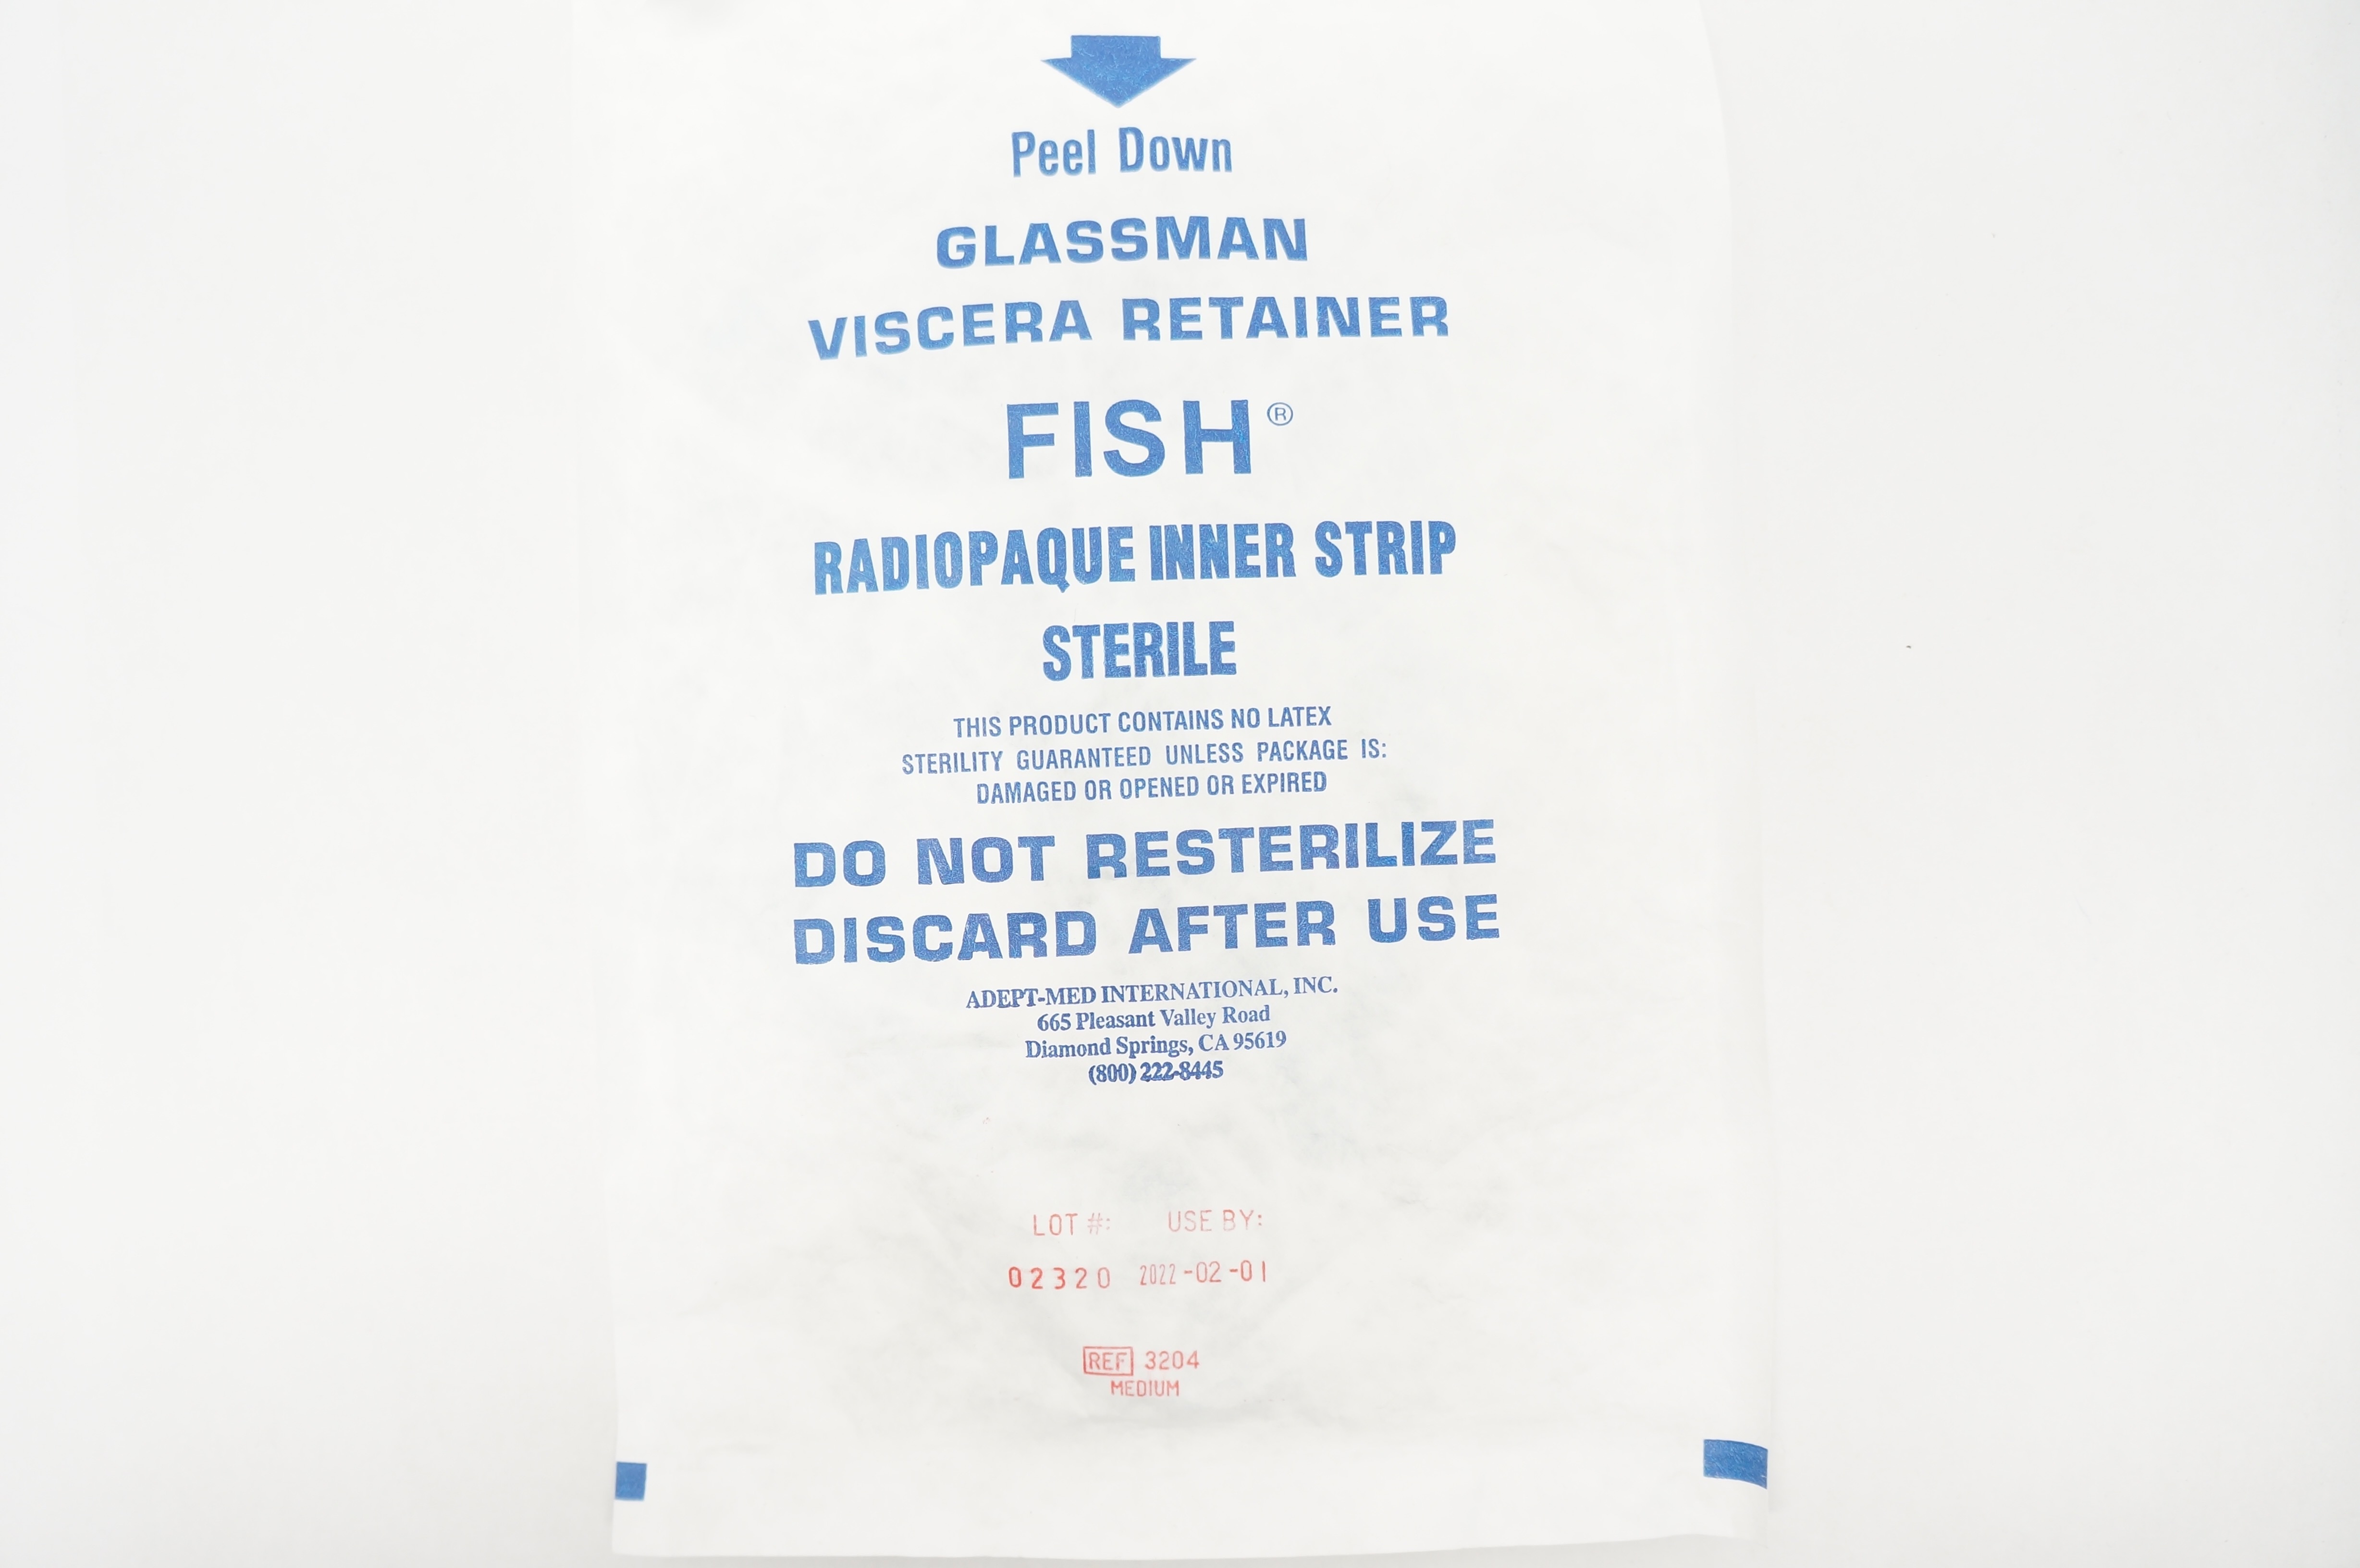 Peel Down
GLASSMAN
VISCERA RETAINER
FISH®
RADIOPAQUE INNER STRIP
STERILE
THIS PRODUCT CONTAINS NO LATEX
STERILITY GUARANTEED UNLESS PACKAGE IS:
DAMAGED OR OPENED OR EXPIRED
DO NOT RESTERILIZE
DISCARD AFTER USE
ADEPT-MED INTERNATIONAL, INC.
665 Pleasant Valley Road
Diamond Springs, CA 95619
(800) 222-8445
LOT #: USE BY:
02320 2022-02-01
REF 3204
MEDIUM